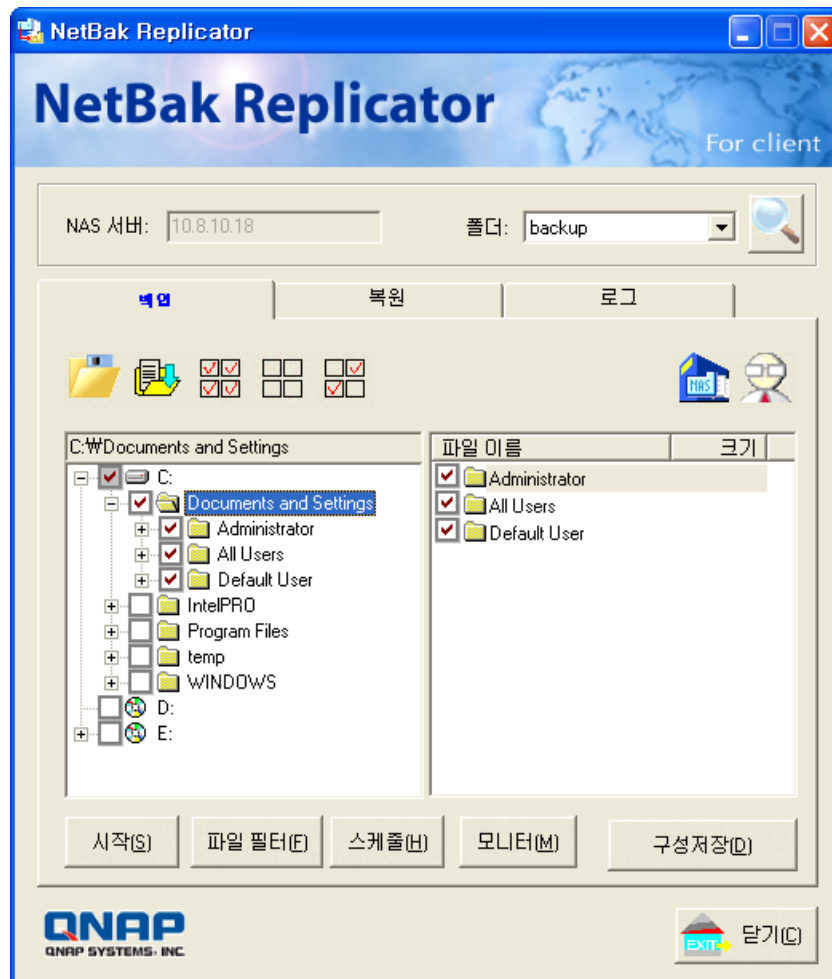 NetBak Replicator
NetBak Replicator
For client
NAS 서버: 10.8.10.18 폴더: backup
백업 복원 로그
NAS
C:₩Documents and Settings
C:
Documents and Settings
Administrator
All Users
Default User
IntelPRO
Program Files
temp
WINDOWS
D:
E:
파일 이름 크기
Administrator
All Users
Default User
시작(S) 파일 필터(F) 스케줄(H) 모니터(M) 구성저장(D)
QNAP
QNAP SYSTEMS, INC.
EXIT 닫기(C)